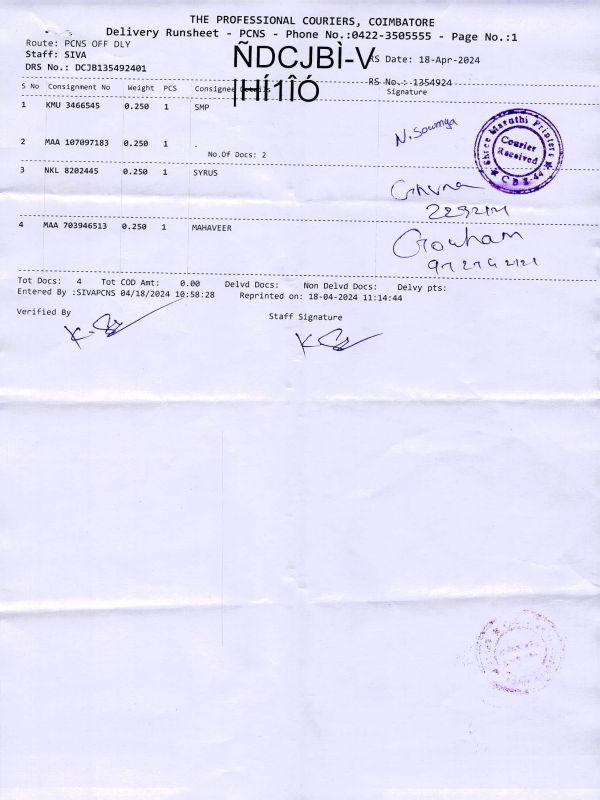 THE PROFESSIONAL COURIERS, COIMBATORE
Delivery Runsheet - PCNS - Phone No.:0422-3505555 - Page No.:1
Route: PCNS OFF DLY
Staff: SIVA
DRS No.: DCJB135492401
ÑDCJBÌ-V
|HÍ1ÎÓ
RS Date: 18-Apr-2024
RS No.: 1354924
S No Consignment No Weight PCS Consignee Details Signature
1 KMU 3466545 0.250 1 SMP
N. Sowmya
Shree Maruthi Printers
Courier
Received
CBE-44
2 MAA 107097183 0.250 1 .
No.Of Docs: 2
3 NKL 8202445 0.250 1 SYRUS
4 MAA 703946513 0.250 1 MAHAVEER
Gowham
Tot Docs: 4 Tot COD Amt: 0.00 Delvd Docs: Non Delvd Docs: Delvy pts:
Entered By :SIVAPCNS 04/18/2024 10:58:28 Reprinted on: 18-04-2024 11:14:44
Verified By
Staff Signature